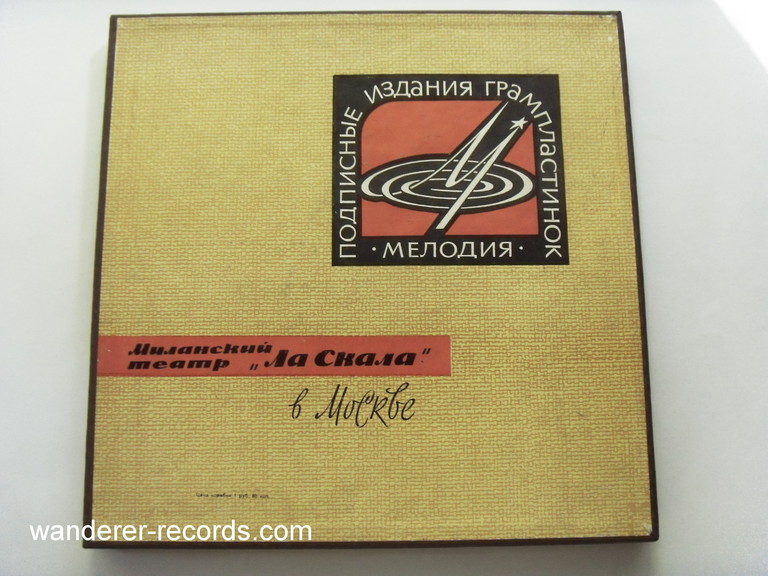 ПОДПИСНЫЕ ИЗДАНИЯ ГРАМПЛАСТИНОК
· МЕЛОДИЯ ·
Миланский
театр „Ла Скала“
в Москве
wanderer-records.com